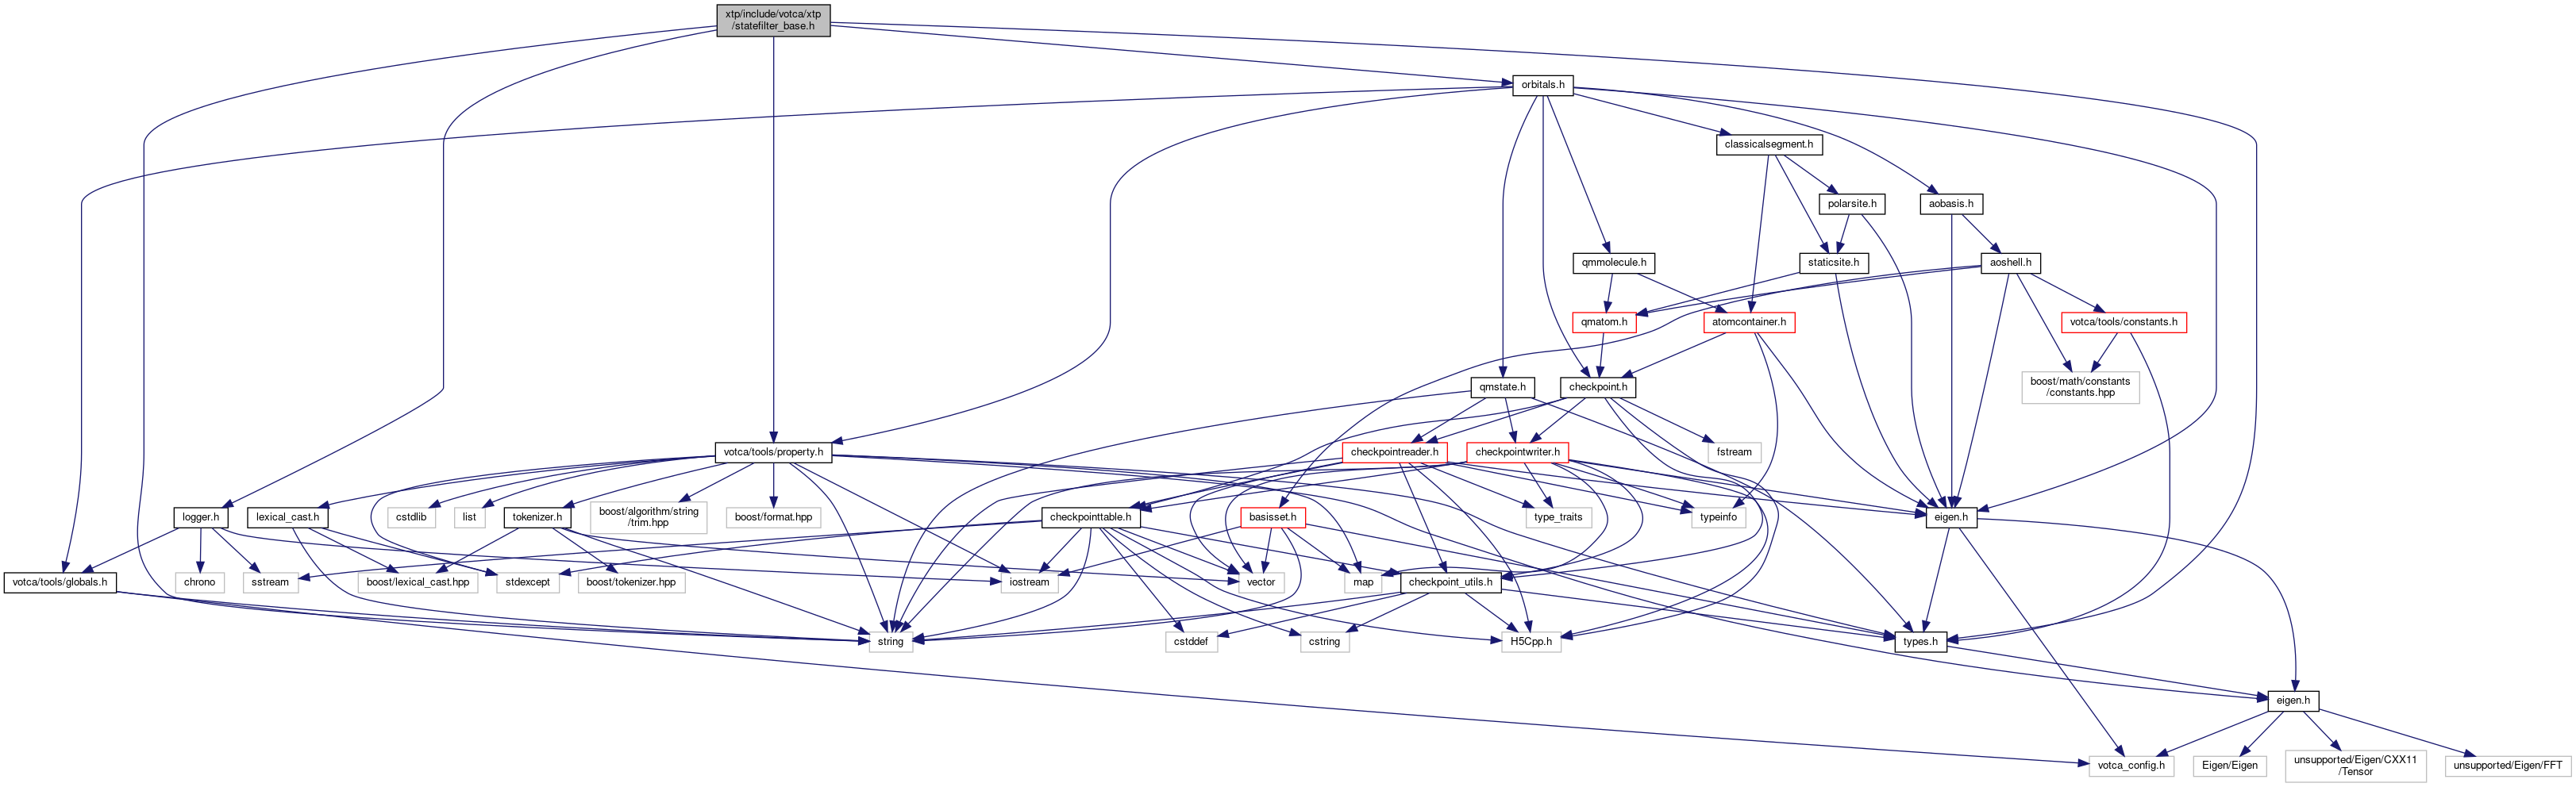 xtp/include/votca/xtp
/statefilter_base.h
orbitals.h
classicalsegment.h
polarsite.h
aobasis.h
qmmolecule.h
staticsite.h
aoshell.h
qmatom.h
atomcontainer.h
votca/tools/constants.h
qmstate.h
checkpoint.h
boost/math/constants
/constants.hpp
votca/tools/property.h
checkpointreader.h
checkpointwriter.h
fstream
logger.h
lexical_cast.h
cstdlib
list
tokenizer.h
boost/algorithm/string
/trim.hpp
boost/format.hpp
checkpointtable.h
basisset.h
type_traits
typeinfo
eigen.h
votca/tools/globals.h
chrono
sstream
boost/lexical_cast.hpp
stdexcept
boost/tokenizer.hpp
iostream
vector
map
checkpoint_utils.h
string
cstddef
cstring
H5Cpp.h
types.h
eigen.h
votca_config.h
Eigen/Eigen
unsupported/Eigen/CXX11
/Tensor
unsupported/Eigen/FFT